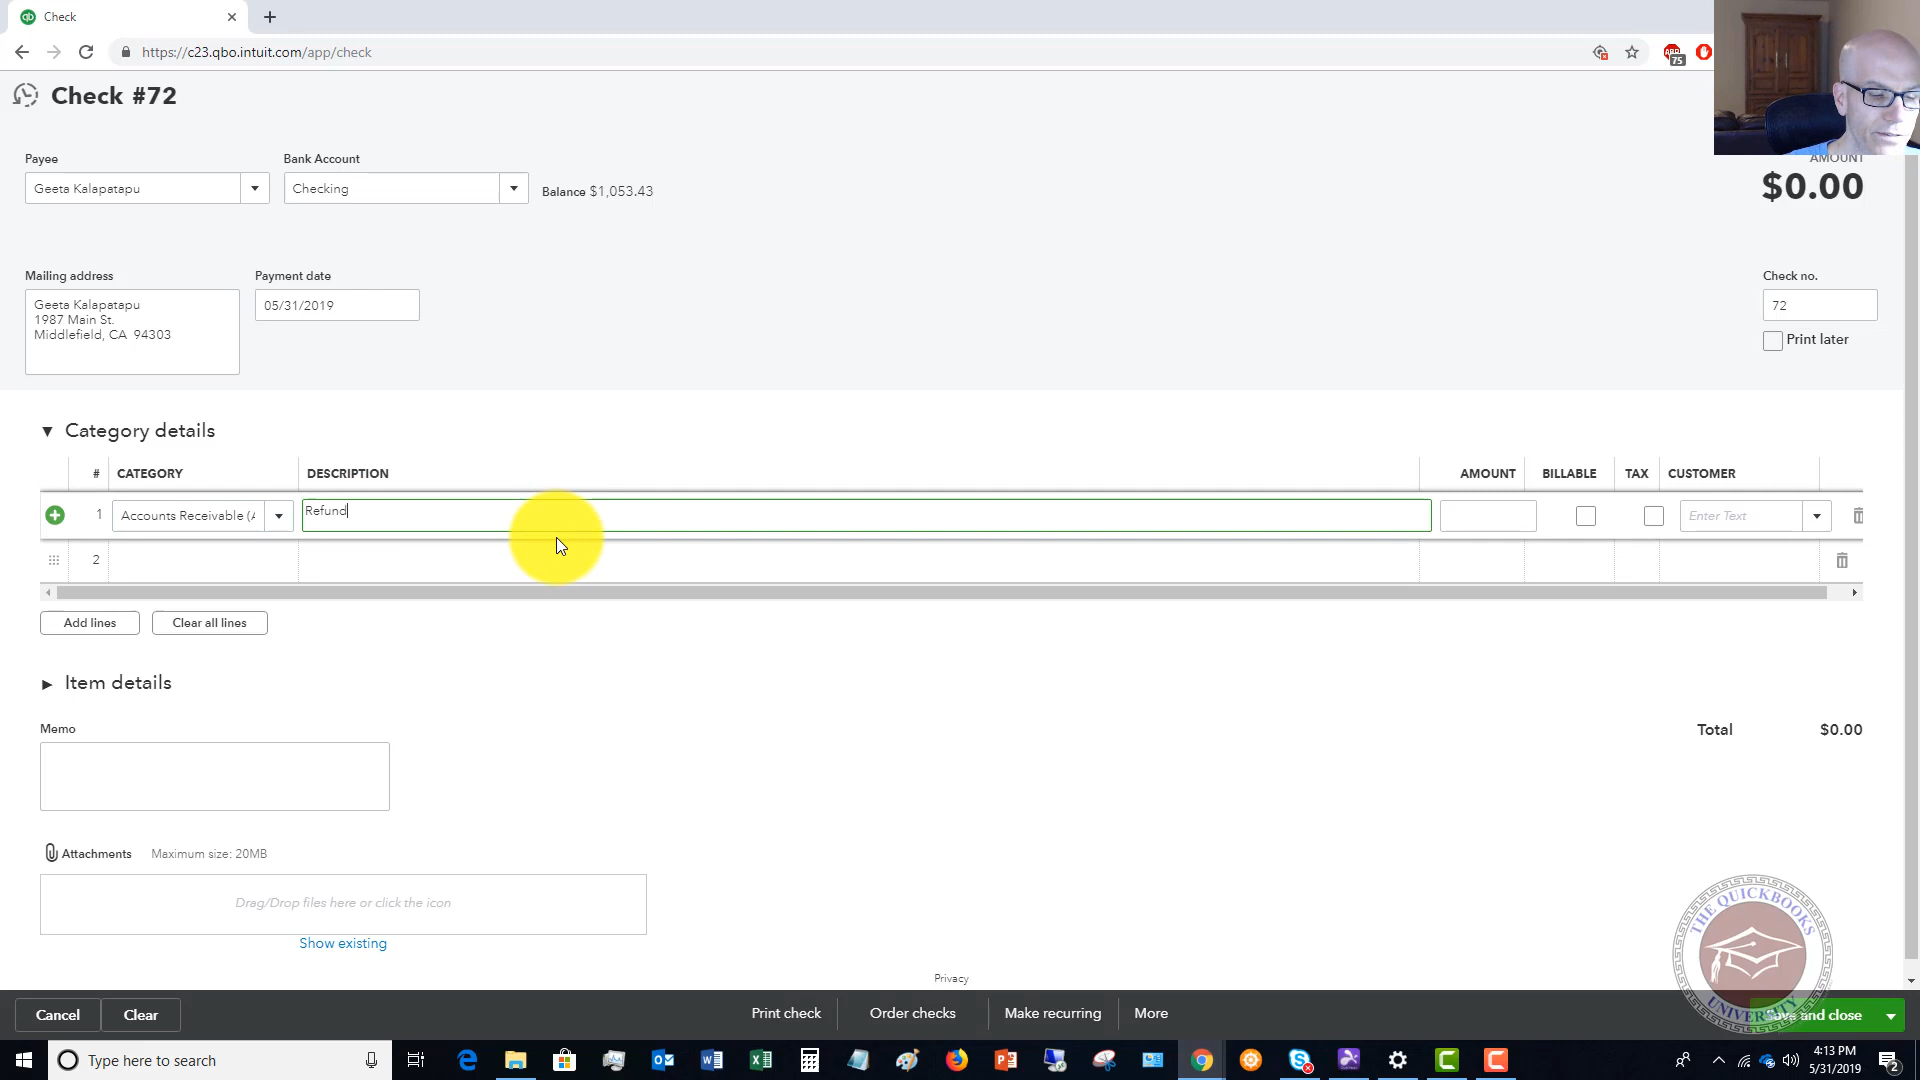 Check
https://c23.qbo.intuit.com/app/check
75
Check #72
Payee
Bank Account
AMOUNT
Geeta Kalapatapu
Checking
Balance $1,053.43
$0.00
Mailing address
Payment date
Check no.
Geeta Kalapatapu
1987 Main St.
Middlefield, CA 94303
05/31/2019
72
Print later
Category details
# CATEGORY DESCRIPTION AMOUNT BILLABLE TAX CUSTOMER
1 Accounts Receivable (A Refund Enter Text
2
Add lines
Clear all lines
Item details
Memo
Total $0.00
Attachments Maximum size: 20MB
Drag/Drop files here or click the icon
Show existing
THE QUICKBOOKS
UNIVERSITY
Privacy
Cancel
Clear
Print check
Order checks
Make recurring
More
Save and close
Type here to search
4:13 PM
5/31/2019
2